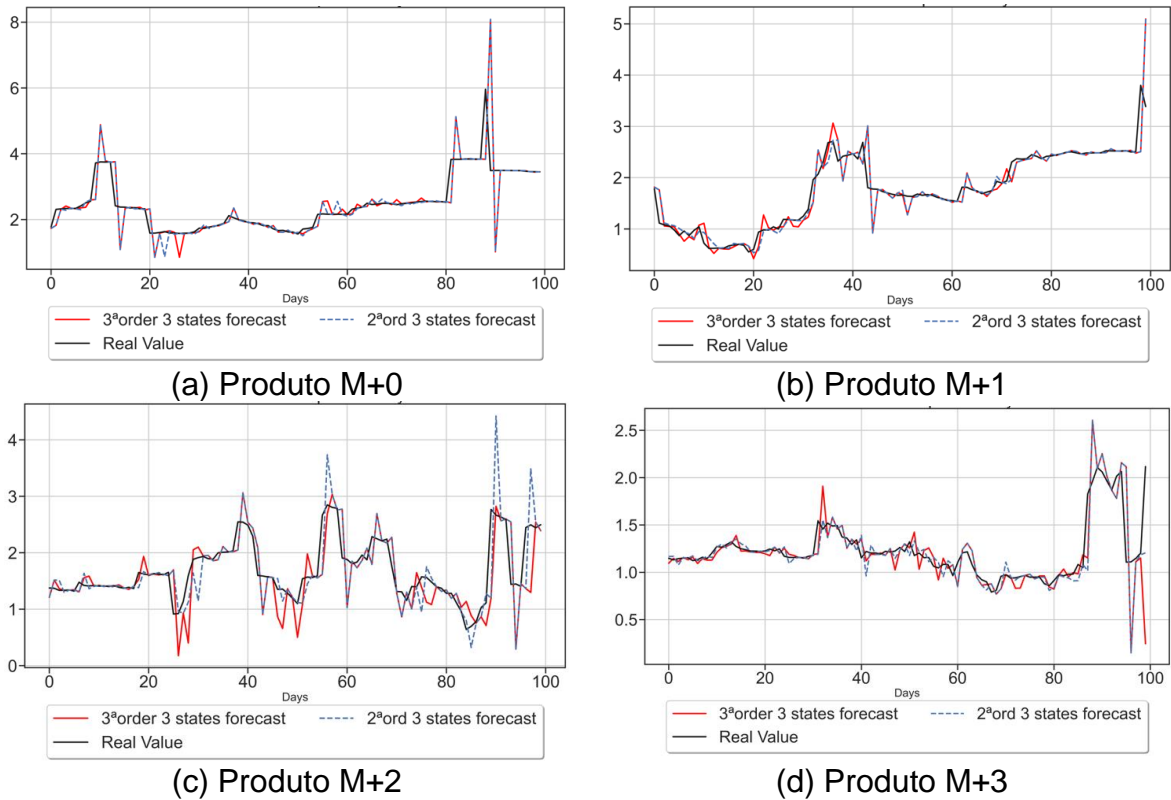 8
6
4
2
0 20 40 60 80 100
Days
3ªorder 3 states forecast 2ªord 3 states forecast
Real Value
(a) Produto M+0
5
4
3
2
1
0 20 40 60 80 100
Days
3ªorder 3 states forecast 2ªord 3 states forecast
Real Value
(b) Produto M+1
4
3
2
1
0
0 20 40 60 80 100
Days
3ªorder 3 states forecast 2ªord 3 states forecast
Real Value
(c) Produto M+2
2.5
2.0
1.5
1.0
0.5
0 20 40 60 80 100
Days
3ªorder 3 states forecast 2ªord 3 states forecast
Real Value
(d) Produto M+3